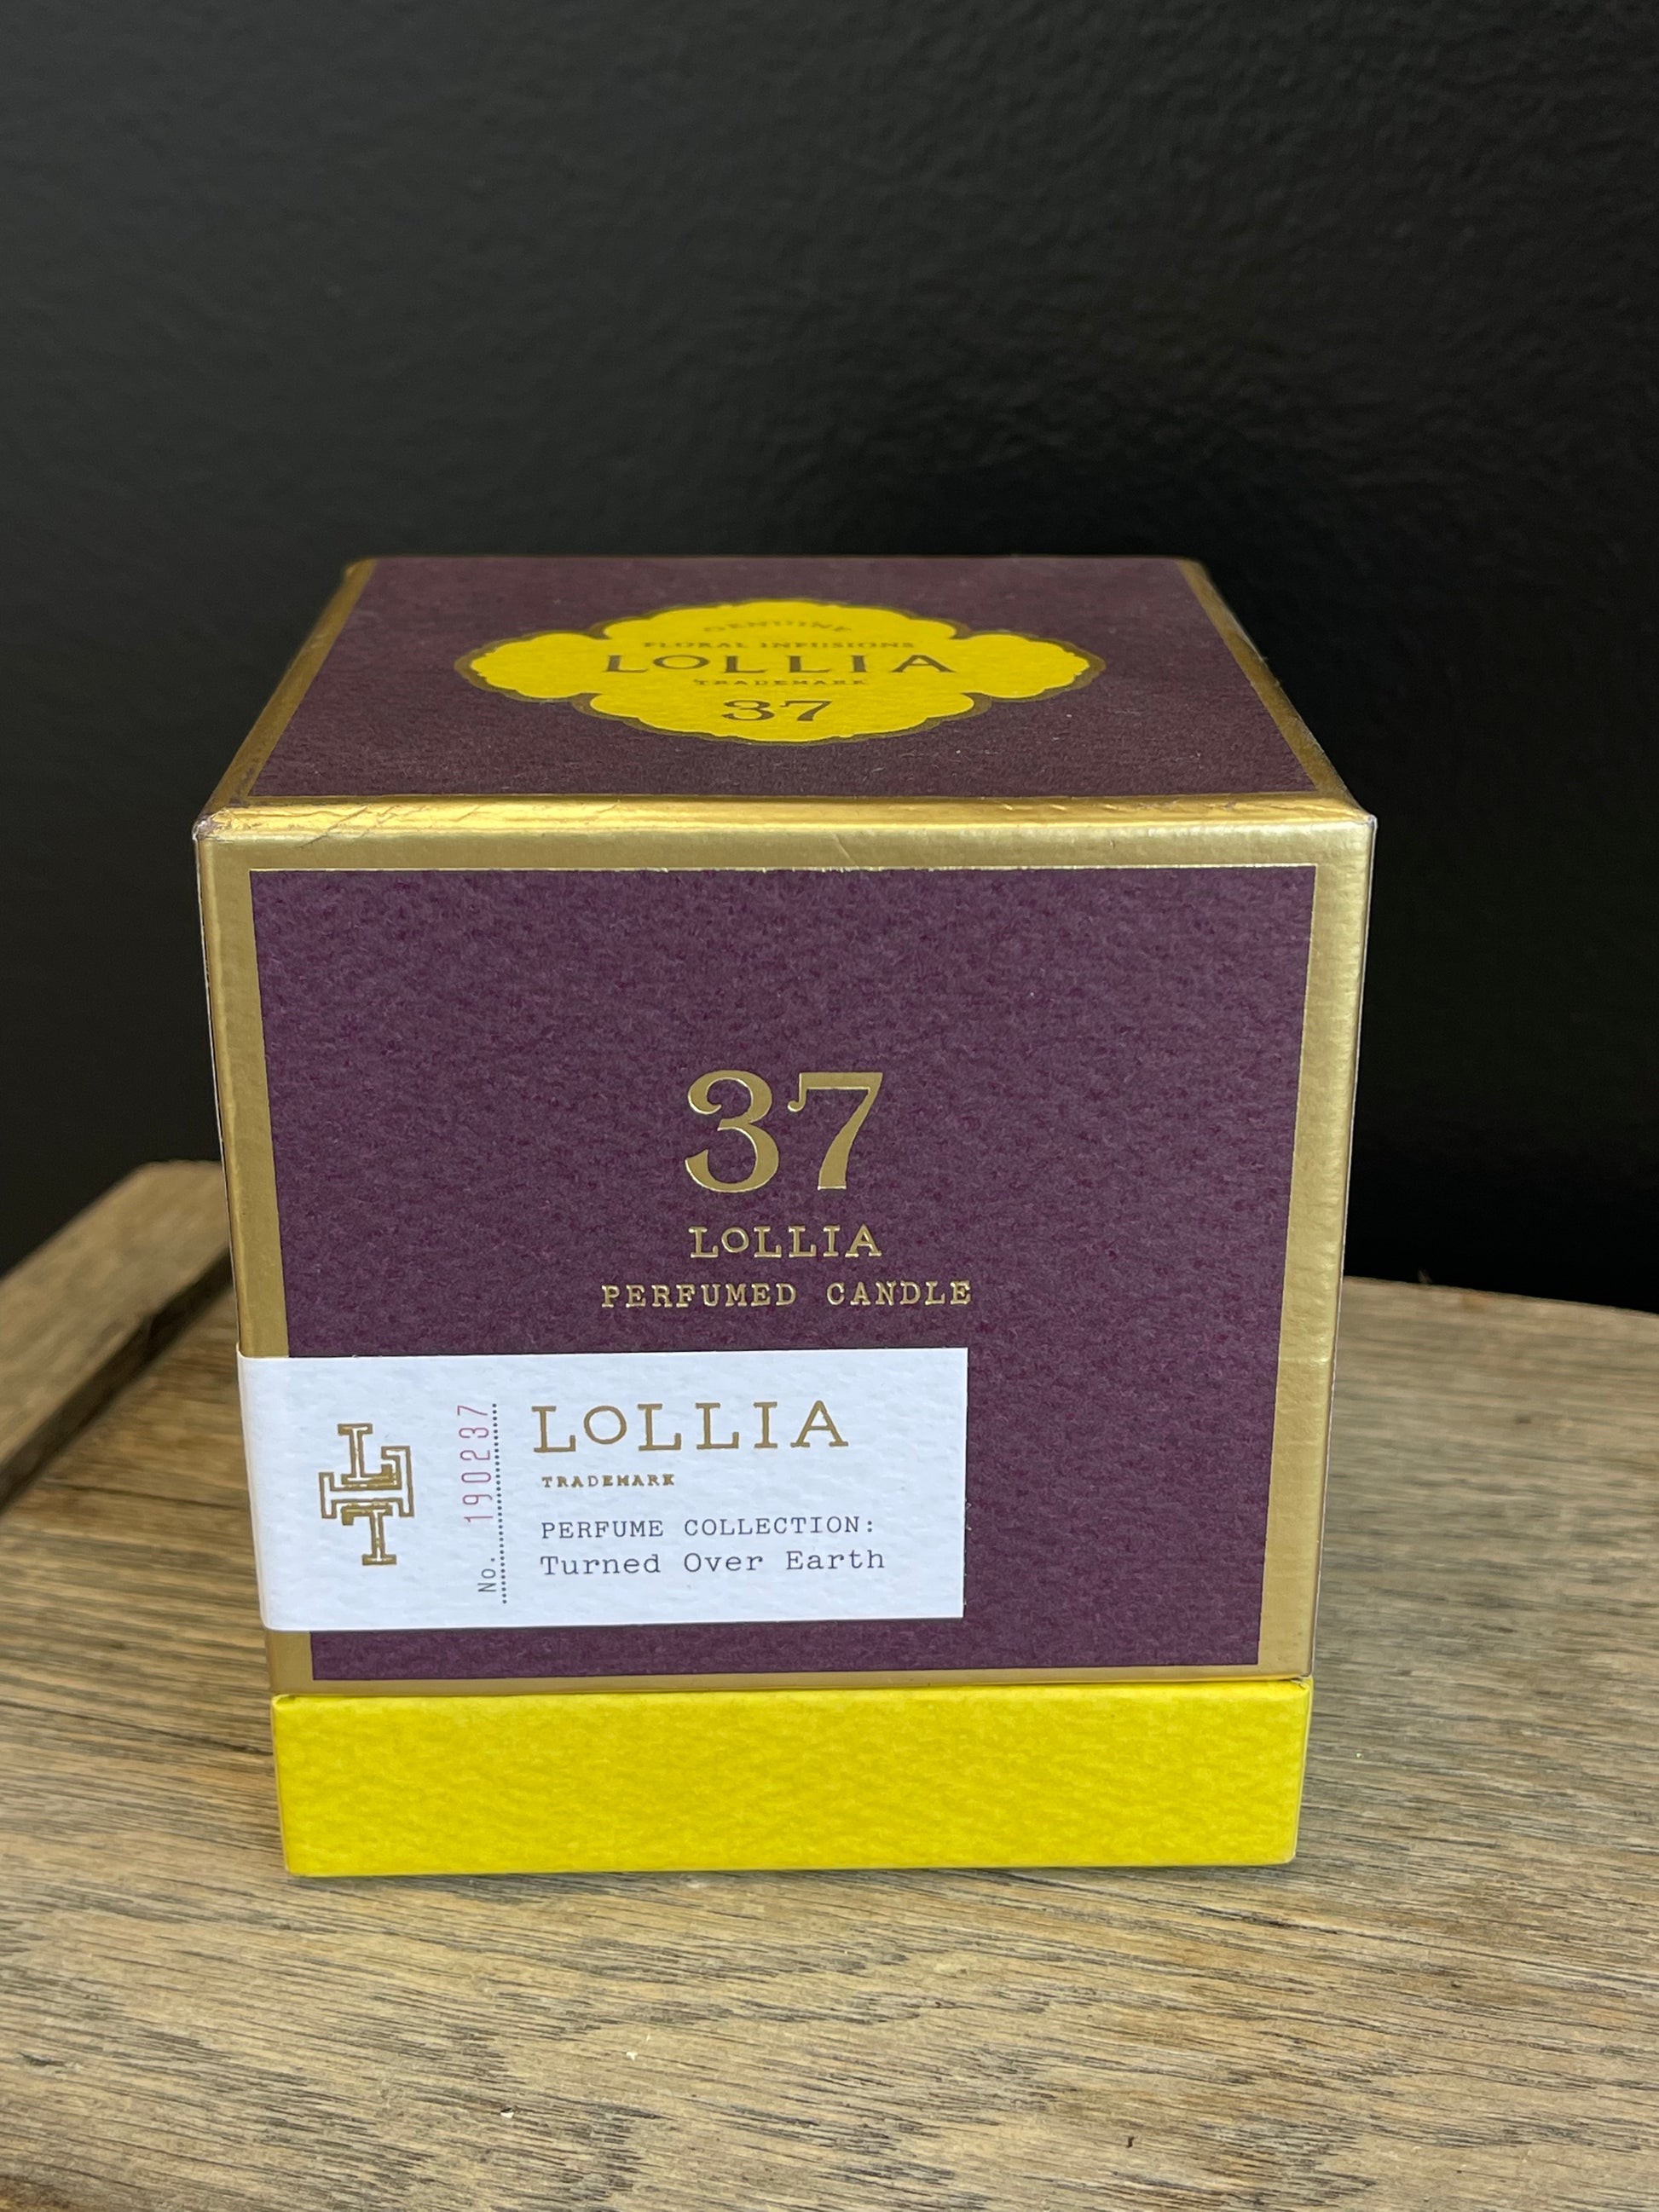 GENUINE
FLORAL INFUSIONS
LOLLIA
TRADEMARK
37
37
LOLLIA
PERFUMED CANDLE
LLT
No. 190237
LOLLIA
TRADEMARK
PERFUME COLLECTION:
Turned Over Earth